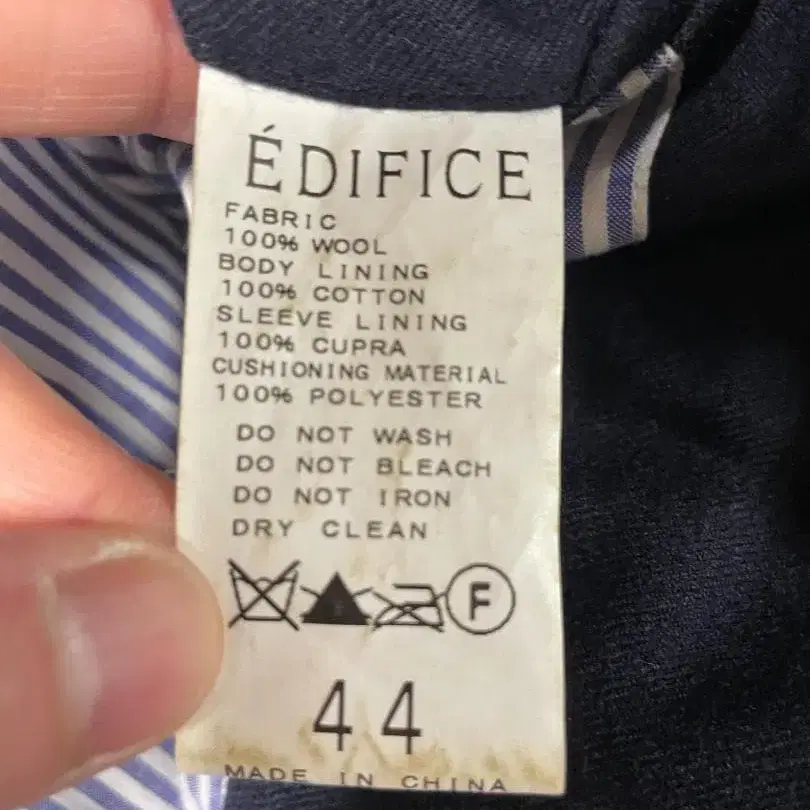 ÉDIFICE
FABRIC
100% WOOL
BODY LINING
100% COTTON
SLEEVE LINING
100% CUPRA
CUSHIONING MATERIAL
100% POLYESTER
DO NOT WASH
DO NOT BLEACH
DO NOT IRON
DRY CLEAN
F
44
MADE IN CHINA